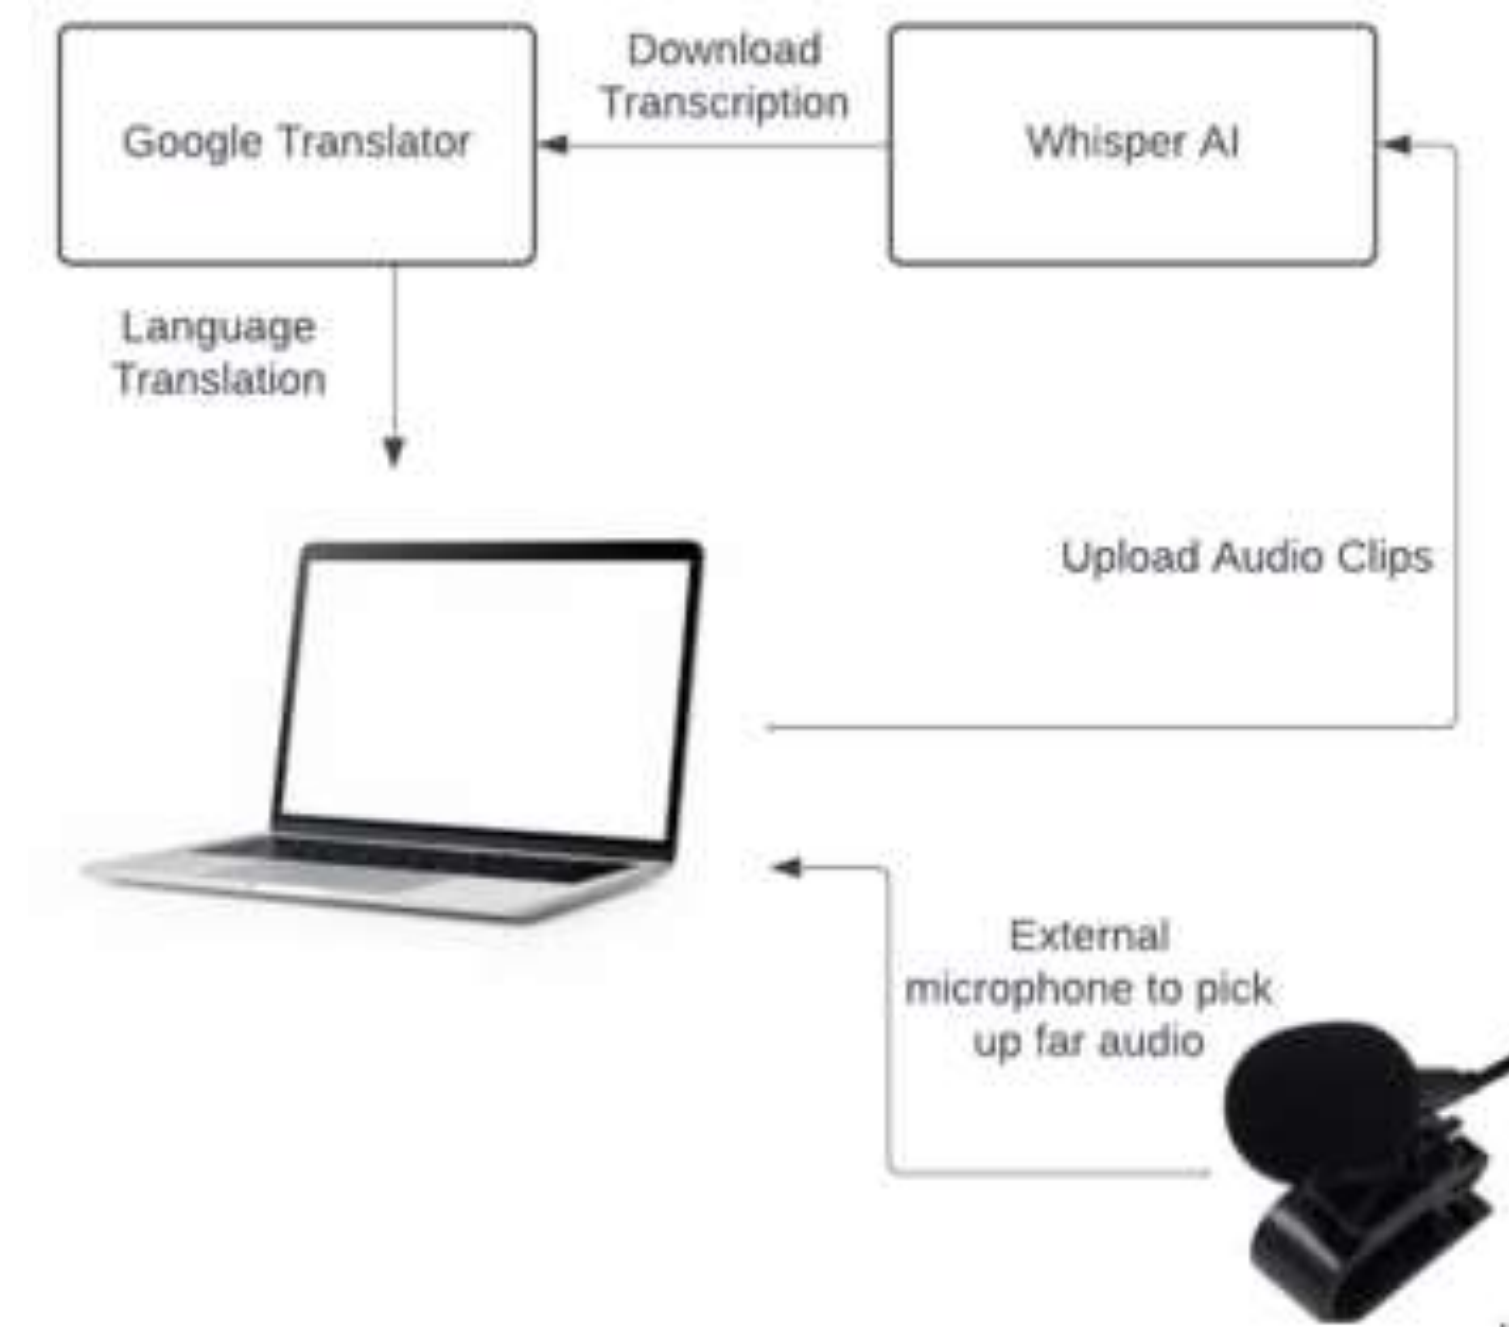 Download
Transcription
Google Translator
Whisper AI
Language
Translation
Upload Audio Clips
External
microphone to pick
up far audio